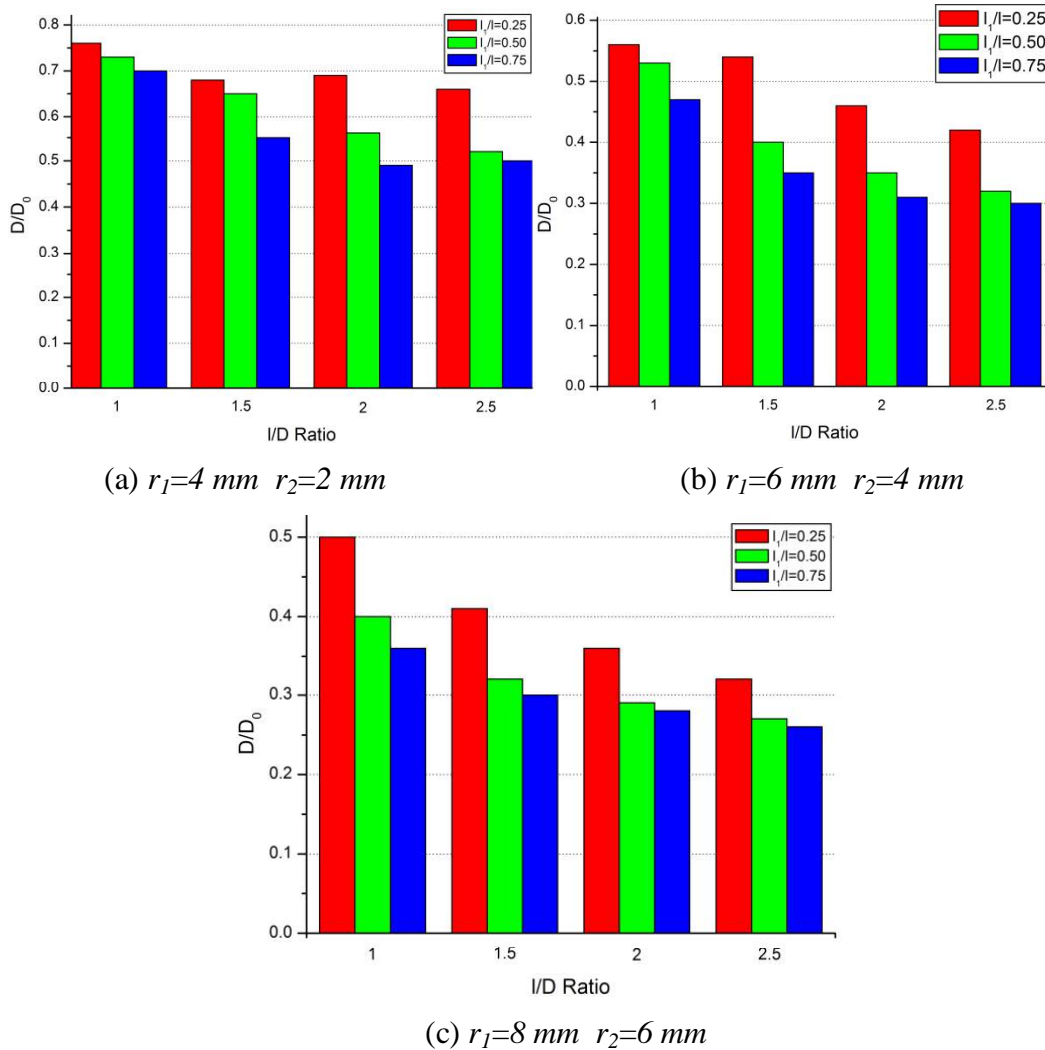 0.8
0.7
0.6
0.5
0.4
0.3
0.2
0.1
0.0
D/D₀
1 1.5 2 2.5
l/D Ratio
l₁/l=0.25
l₁/l=0.50
l₁/l=0.75
(a) r₁=4 mm r₂=2 mm
0.6
0.5
0.4
0.3
0.2
0.1
0.0
D/D₀
1 1.5 2 2.5
l/D Ratio
l₁/l=0.25
l₁/l=0.50
l₁/l=0.75
(b) r₁=6 mm r₂=4 mm
0.5
0.4
0.3
0.2
0.1
0.0
D/D₀
1 1.5 2 2.5
l/D Ratio
l₁/l=0.25
l₁/l=0.50
l₁/l=0.75
(c) r₁=8 mm r₂=6 mm